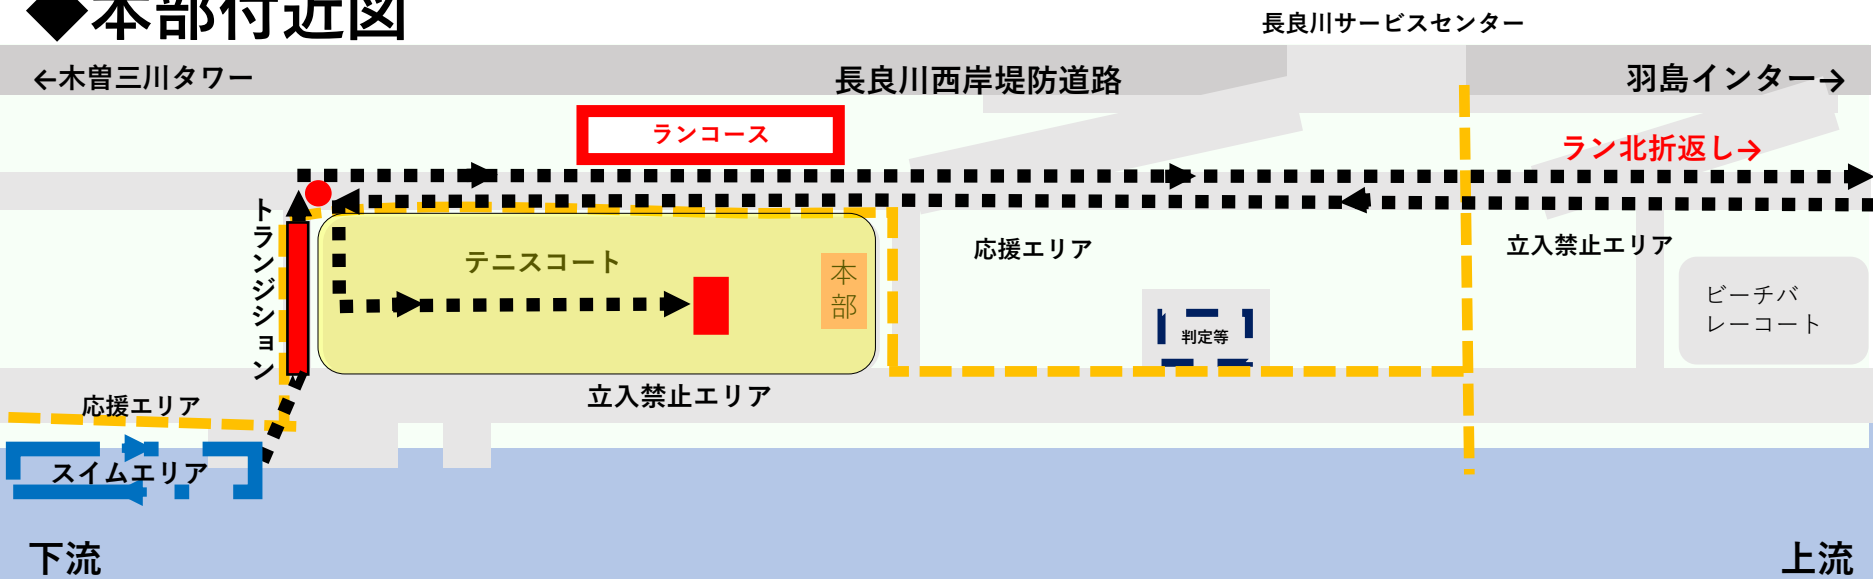 ◆本部付近図
長良川サービスセンター
←木曽三川タワー
長良川西岸堤防道路
羽島インター→
ランコース
ラン北折返し→
トランジション
テニスコート
本部
応援エリア
立入禁止エリア
ビーチバ
レーコート
判定等
立入禁止エリア
応援エリア
スイムエリア
下流
上流